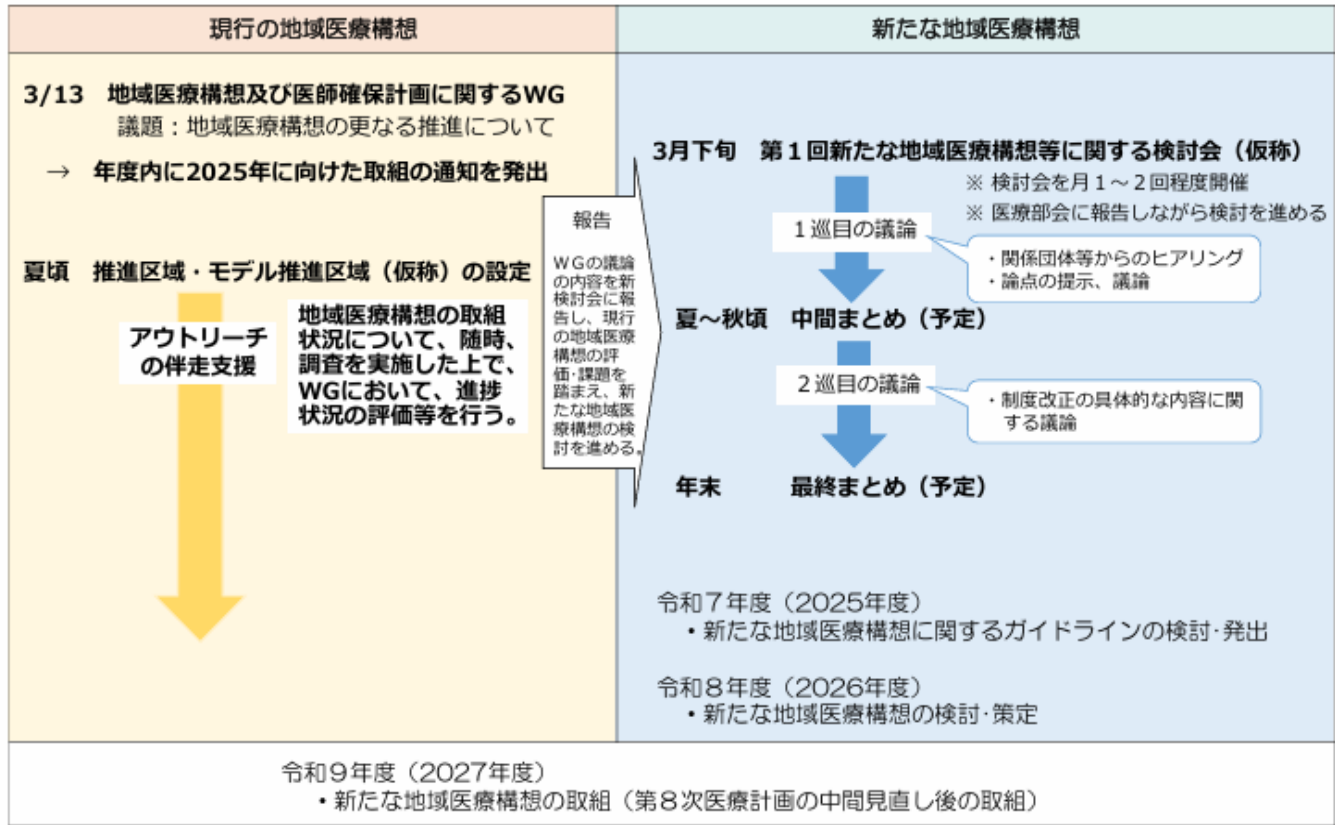 現行の地域医療構想
3/13 地域医療構想及び医師確保計画に関するWG
議題：地域医療構想の更なる推進について
→ 年度内に2025年に向けた取組の通知を発出
夏頃 推進区域・モデル推進区域（仮称）の設定
アウトリーチ
の伴走支援
地域医療構想の取組
状況について、随時、
調査を実施した上で、
WGにおいて、進捗
状況の評価等を行う。
報告
ＷＧの議論
の内容を新
検討会に報
告し、現行
の地域医療
構想の評
価･課題を
踏まえ、新
たな地域医
療構想の検
討を進める。
新たな地域医療構想
3月下旬 第１回新たな地域医療構想等に関する検討会（仮称）
※ 検討会を月１～２回程度開催
※ 医療部会に報告しながら検討を進める
１巡目の議論
・関係団体等からのヒアリング
・論点の提示、議論
夏～秋頃 中間まとめ（予定）
２巡目の議論
・制度改正の具体的な内容に関
する議論
年末 最終まとめ（予定）
令和７年度（2025年度）
・新たな地域医療構想に関するガイドラインの検討･発出
令和８年度（2026年度）
・新たな地域医療構想の検討･策定
令和９年度（2027年度）
・新たな地域医療構想の取組（第８次医療計画の中間見直し後の取組）